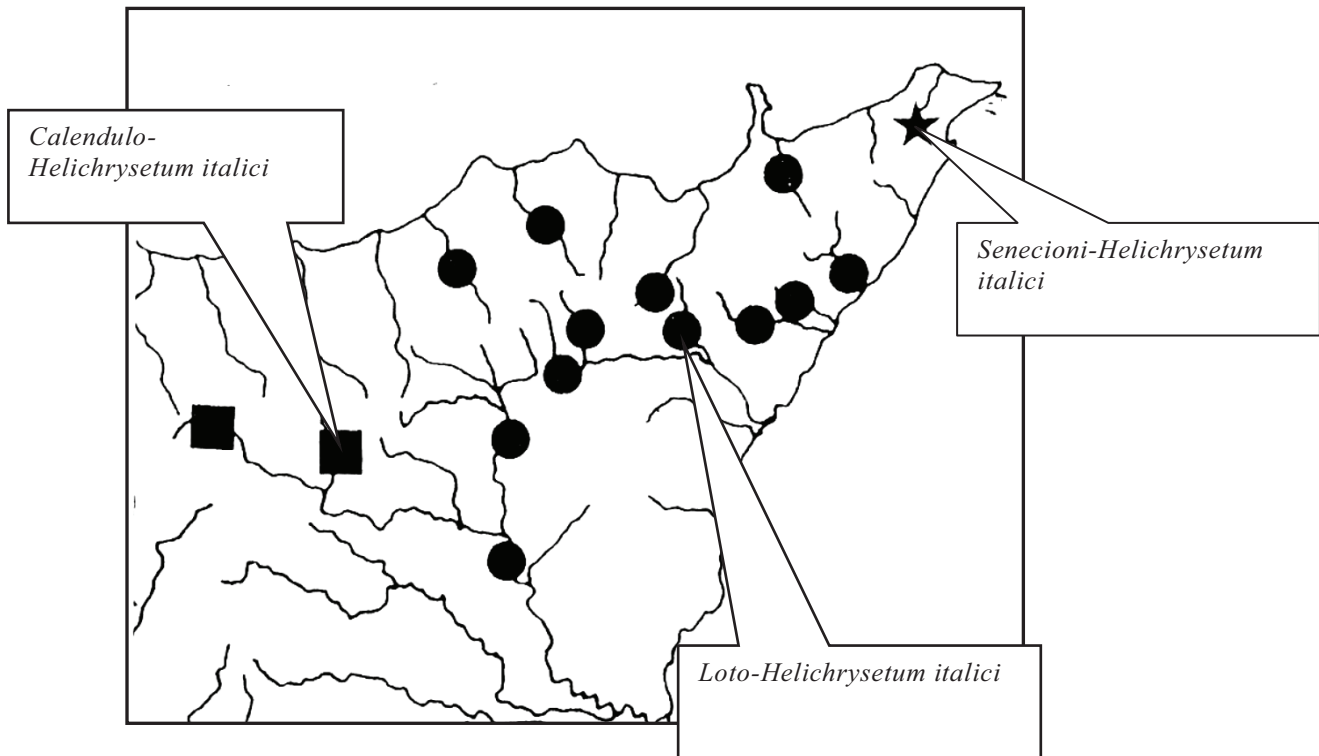 Calendulo-
Helichrysetum italici
Senecioni-Helichrysetum
italici
Loto-Helichrysetum italici